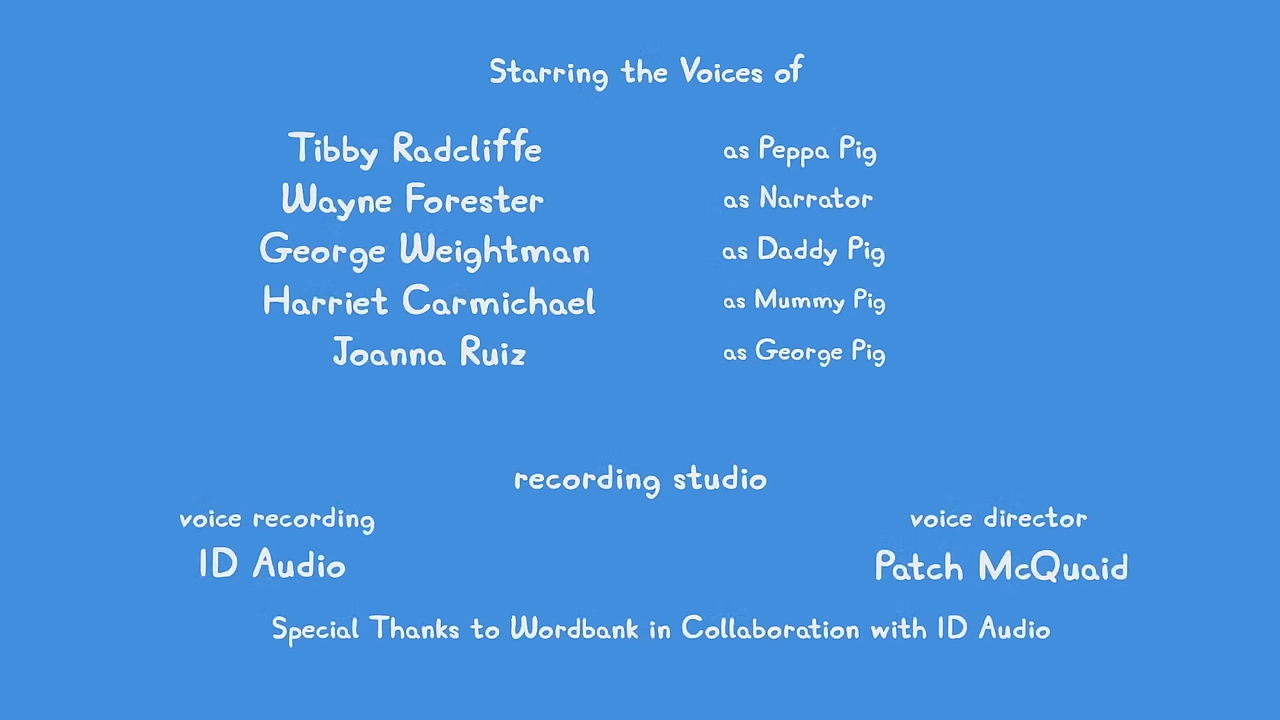 Starring the Voices of
Tibby Radcliffe as Peppa Pig
Wayne Forester as Narrator
George Weightman as Daddy Pig
Harriet Carmichael as Mummy Pig
Joanna Ruiz as George Pig
recording studio
voice recording voice director
ID Audio Patch McQuaid
Special Thanks to Wordbank in Collaboration with ID Audio